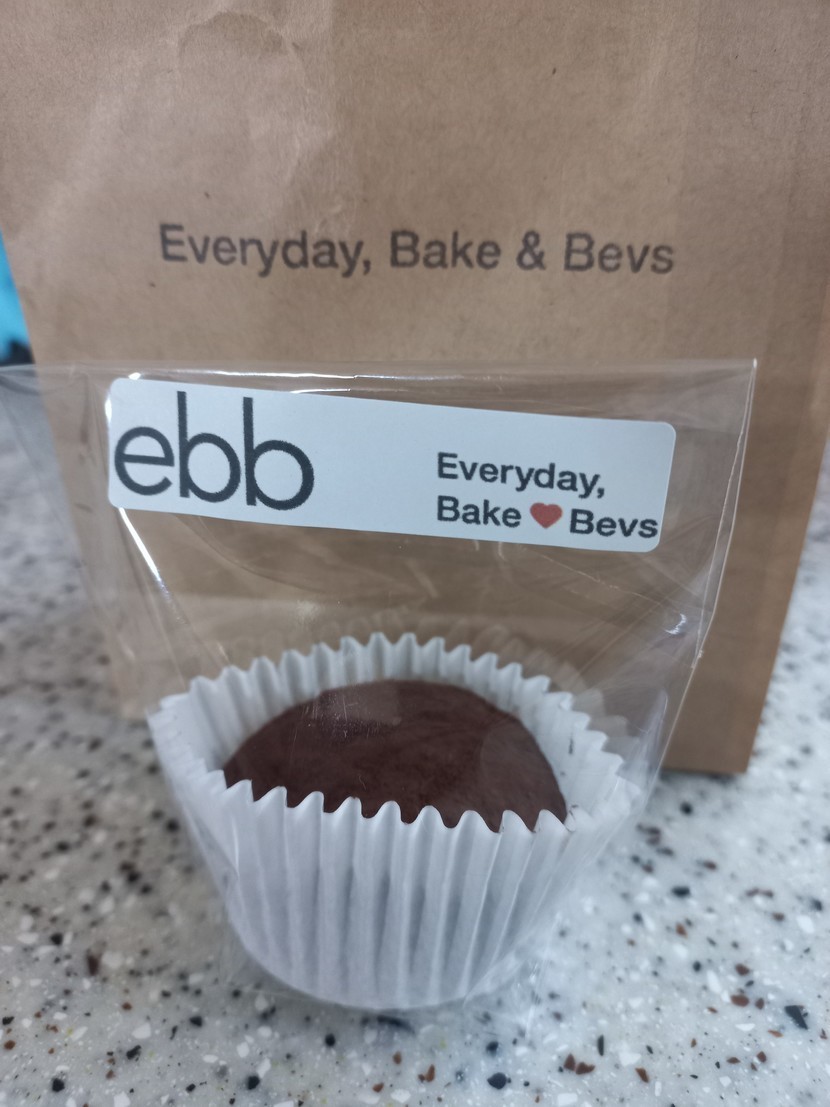 Everyday, Bake & Bevs
ebb
Everyday,
Bake ❤ Bevs